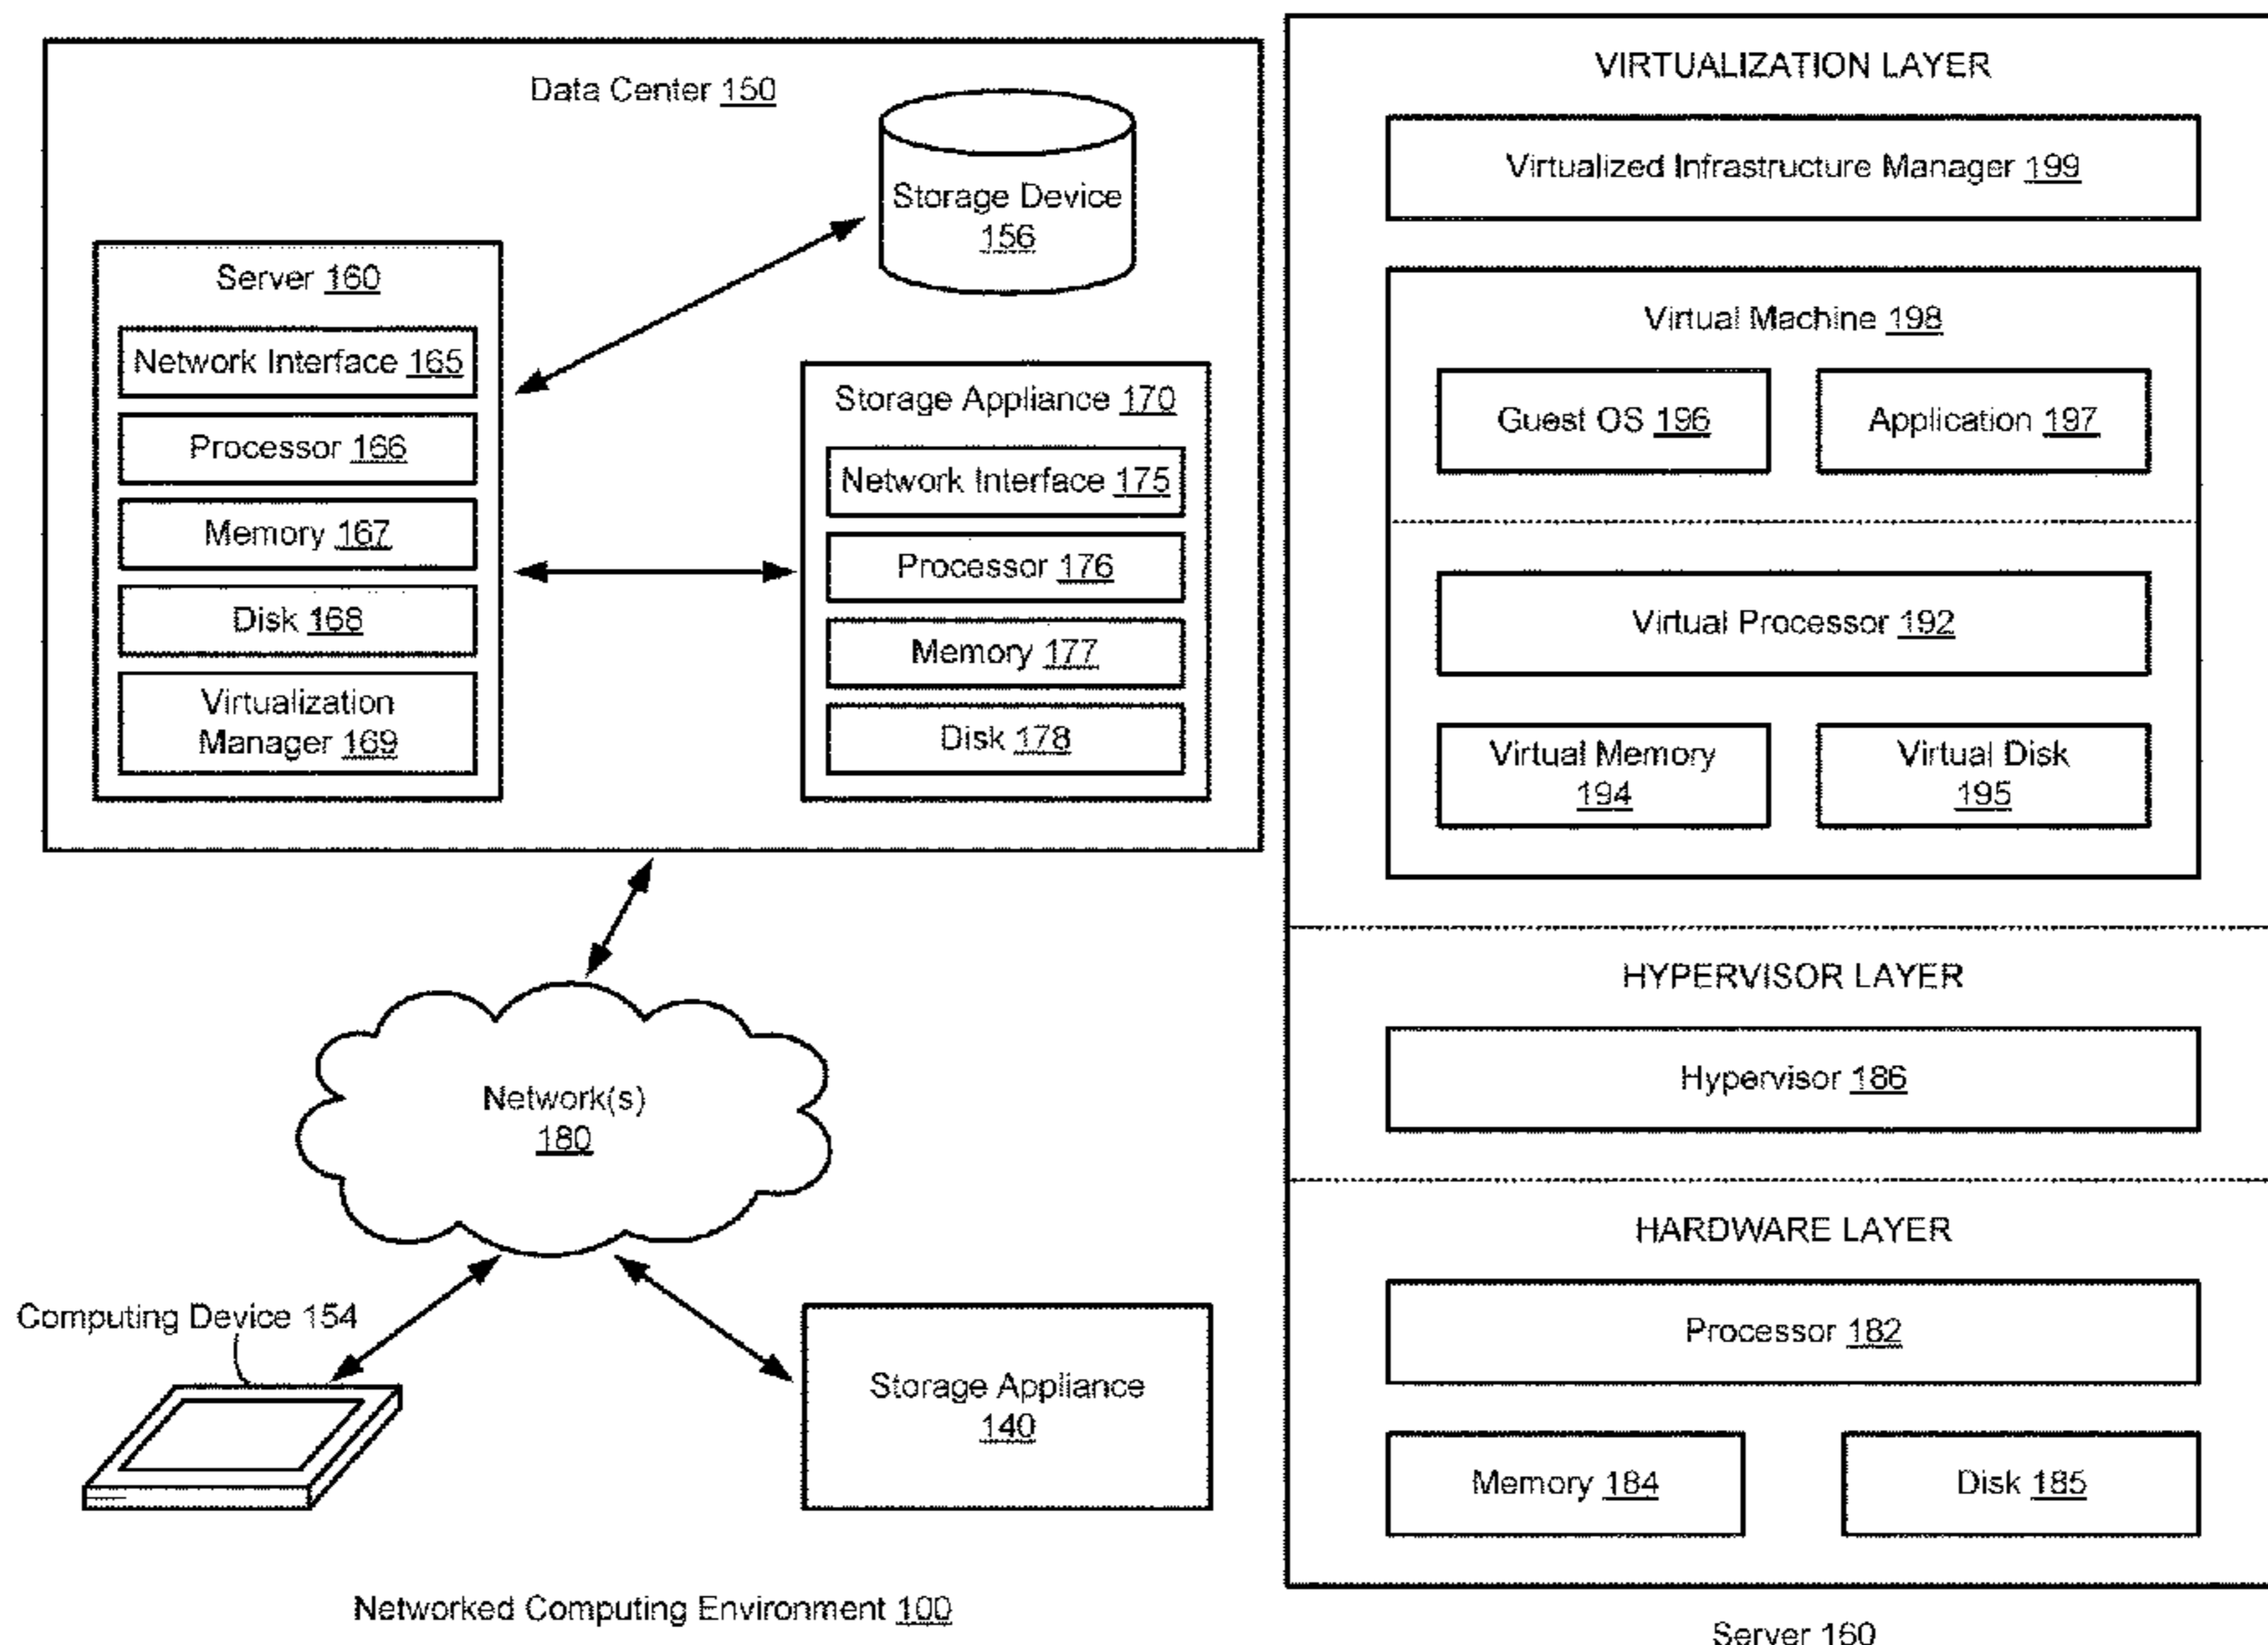 Data Center 150
Storage Device
156
Server 160
Network Interface 165
Processor 166
Memory 167
Disk 168
Virtualization
Manager 169
Storage Appliance 170
Network Interface 175
Processor 176
Memory 177
Disk 178
Network(s)
180
Computing Device 154
Storage Appliance
140
Networked Computing Environment 100
VIRTUALIZATION LAYER
Virtualized Infrastructure Manager 199
Virtual Machine 198
Guest OS 196
Application 197
Virtual Processor 192
Virtual Memory
194
Virtual Disk
195
HYPERVISOR LAYER
Hypervisor 186
HARDWARE LAYER
Processor 182
Memory 184
Disk 185
Server 160